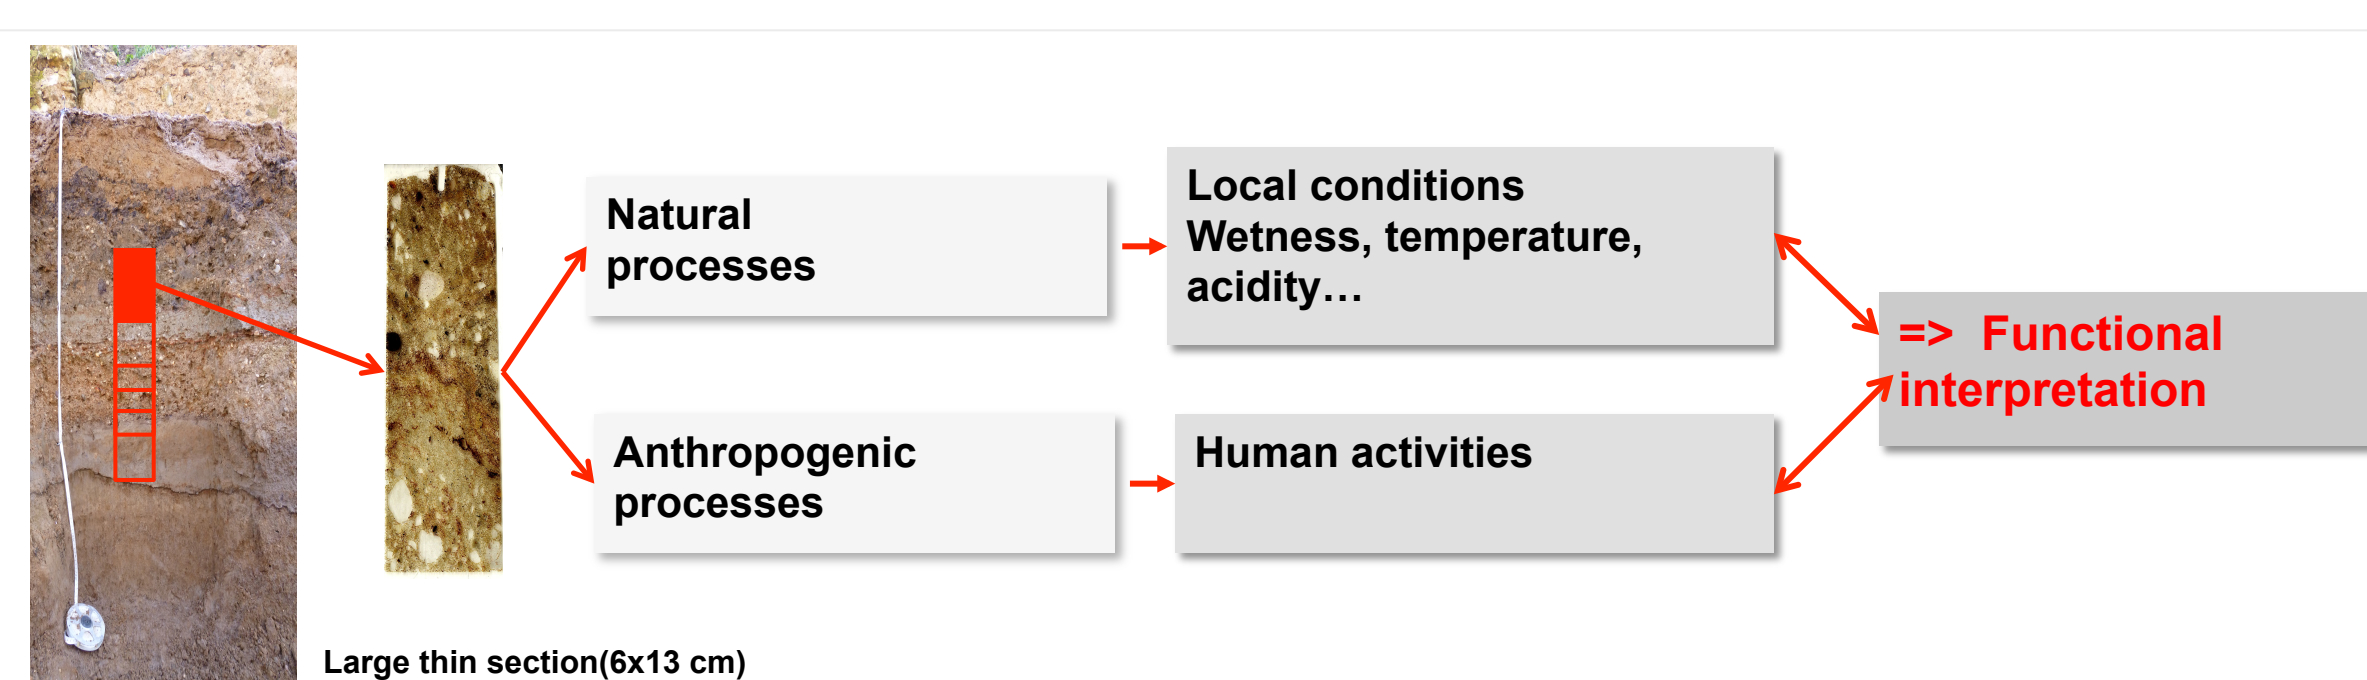 Natural
processes
Local conditions
Wetness, temperature,
acidity…
=> Functional
interpretation
Anthropogenic
processes
Human activities
Large thin section(6x13 cm)